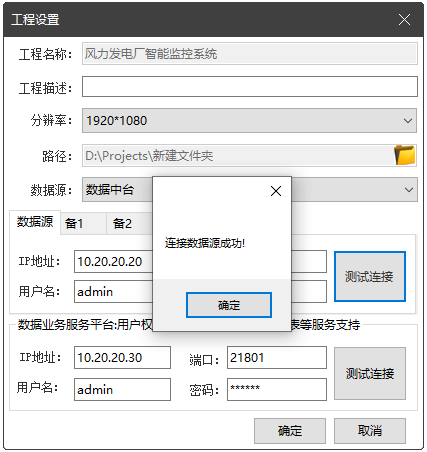 工程设置
工程名称: 风力发电厂智能监控系统
工程描述:
分辨率: 1920*1080
路径: D:\Projects\新建文件夹
数据源: 数据中台
数据源 备1 备2
连接数据源成功!
IP地址: 10.20.20.20
测试连接
用户名: admin
确定
数据业务服务平台:用户权 表等服务支持
IP地址: 10.20.20.30 端口: 21801
测试连接
用户名: admin 密码: ******
确定 取消